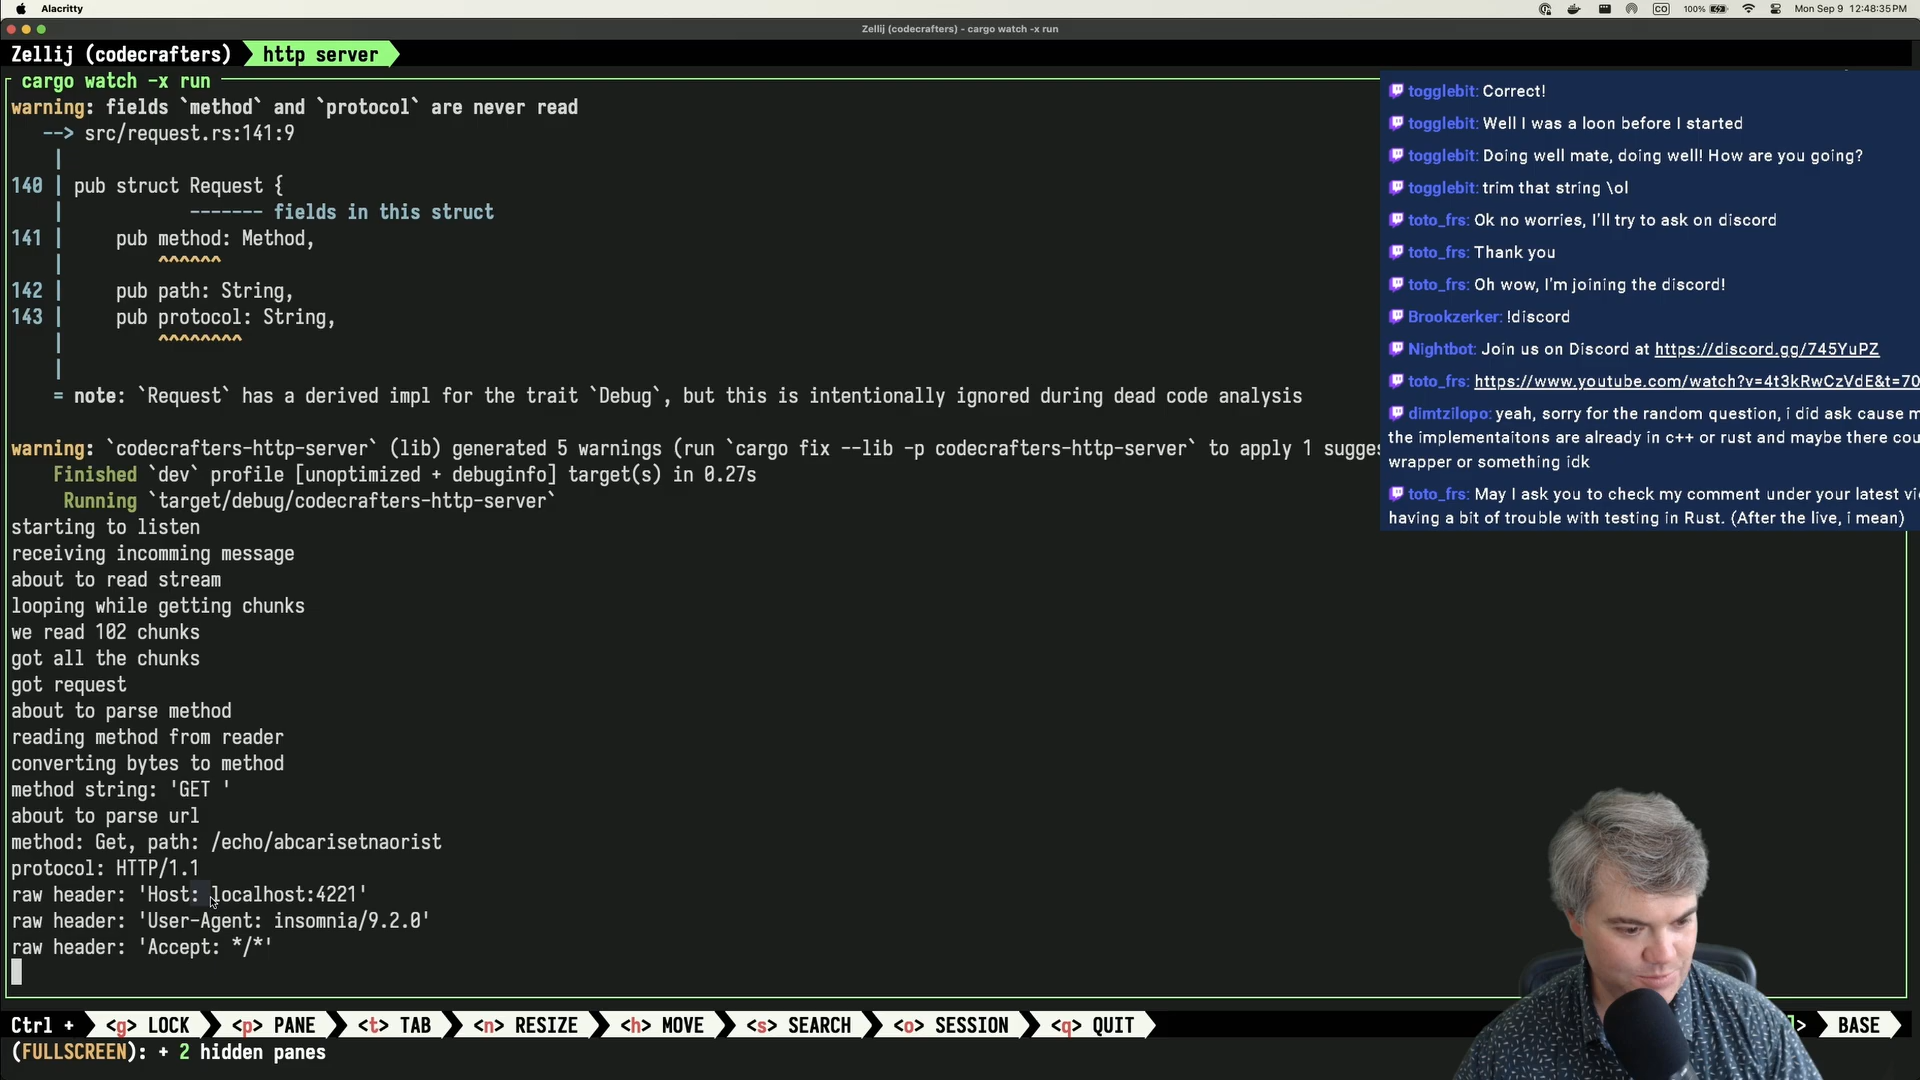 Alacritty
100%
Mon Sep 9 12:48:35 PM
Zellij (codecrafters) - cargo watch -x run
Zellij (codecrafters) http server
cargo watch -x run
warning: fields `method` and `protocol` are never read
--> src/request.rs:141:9
|
140 | pub struct Request {
| ------- fields in this struct
141 | pub method: Method,
| ^^^^^^
142 | pub path: String,
143 | pub protocol: String,
| ^^^^^^^^
|
= note: `Request` has a derived impl for the trait `Debug`, but this is intentionally ignored during dead code analysis
warning: `codecrafters-http-server` (lib) generated 5 warnings (run `cargo fix --lib -p codecrafters-http-server` to apply 1 sugges
Finished `dev` profile [unoptimized + debuginfo] target(s) in 0.27s
Running `target/debug/codecrafters-http-server`
starting to listen
receiving incomming message
about to read stream
looping while getting chunks
we read 102 chunks
got all the chunks
got request
about to parse method
reading method from reader
converting bytes to method
method string: 'GET '
about to parse url
method: Get, path: /echo/abcarisetnaorist
protocol: HTTP/1.1
raw header: 'Host: localhost:4221'
raw header: 'User-Agent: insomnia/9.2.0'
raw header: 'Accept: */*'
togglebit: Correct!
togglebit: Well I was a loon before I started
togglebit: Doing well mate, doing well! How are you going?
togglebit: trim that string \ol
toto_frs: Ok no worries, I'll try to ask on discord
toto_frs: Thank you
toto_frs: Oh wow, I'm joining the discord!
Brookzerker: !discord
Nightbot: Join us on Discord at https://discord.gg/745YuPZ
toto_frs: https://www.youtube.com/watch?v=4t3kRwCzVdE&t=70
dimtzilopo: yeah, sorry for the random question, i did ask cause m
the implementaitons are already in c++ or rust and maybe there cou
wrapper or something idk
toto_frs: May I ask you to check my comment under your latest vi
having a bit of trouble with testing in Rust. (After the live, i mean)
Ctrl + <g> LOCK <p> PANE <t> TAB <n> RESIZE <h> MOVE <s> SEARCH <o> SESSION <q> QUIT ]> BASE
(FULLSCREEN): + 2 hidden panes